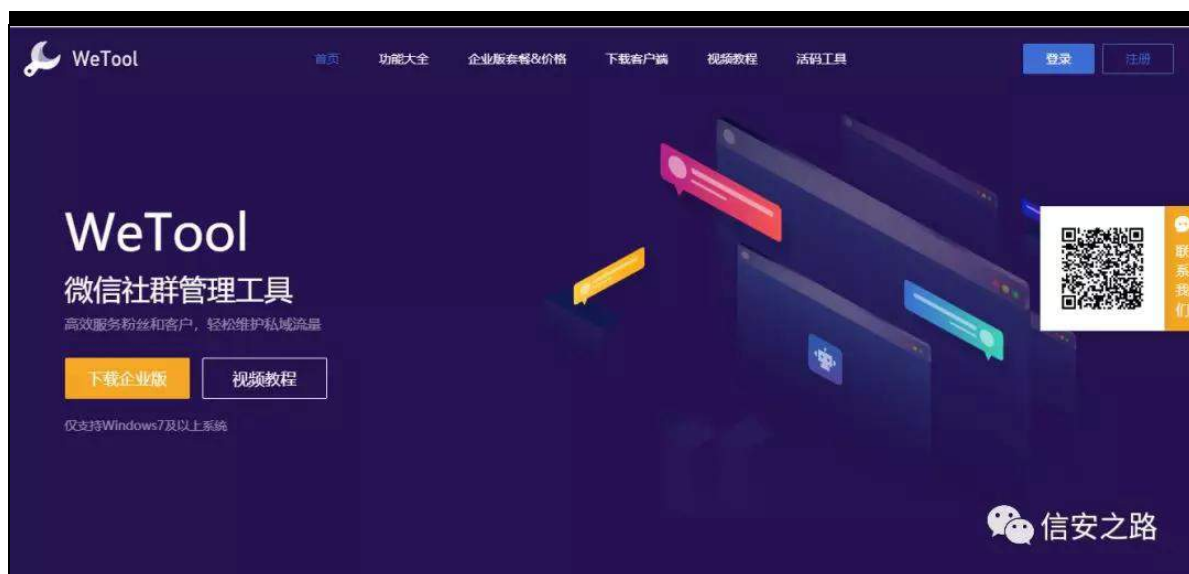 WeTool
首页
功能大全
企业版套餐&价格
下载客户端
视频教程
活码工具
登录
注册
WeTool
微信社群管理工具
高效服务粉丝和客户，轻松维护私域流量
下载企业版
视频教程
仅支持Windows7及以上系统
联系我们
信安之路